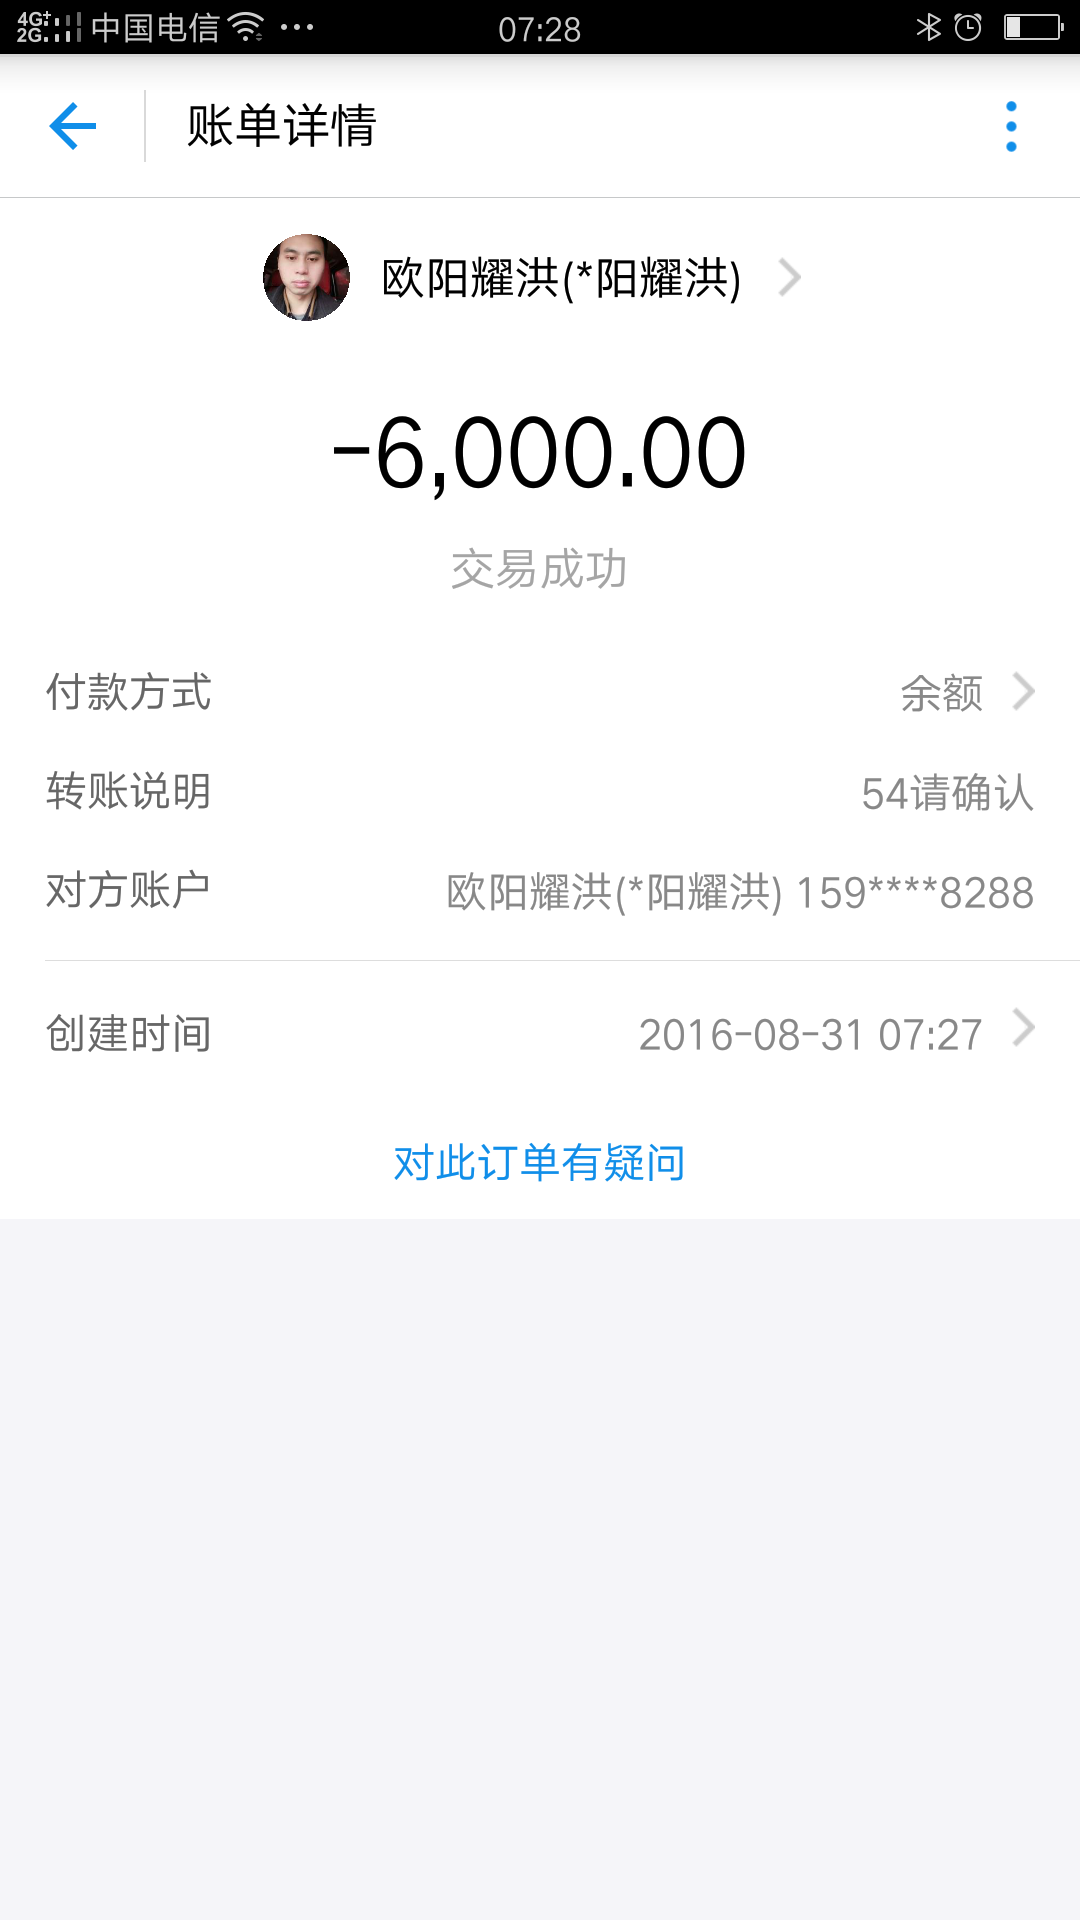 4G+ 2G 中国电信 07:28
账单详情
欧阳耀洪(*阳耀洪)
-6,000.00
交易成功
付款方式 余额
转账说明 54请确认
对方账户 欧阳耀洪(*阳耀洪) 159****8288
创建时间 2016-08-31 07:27
对此订单有疑问